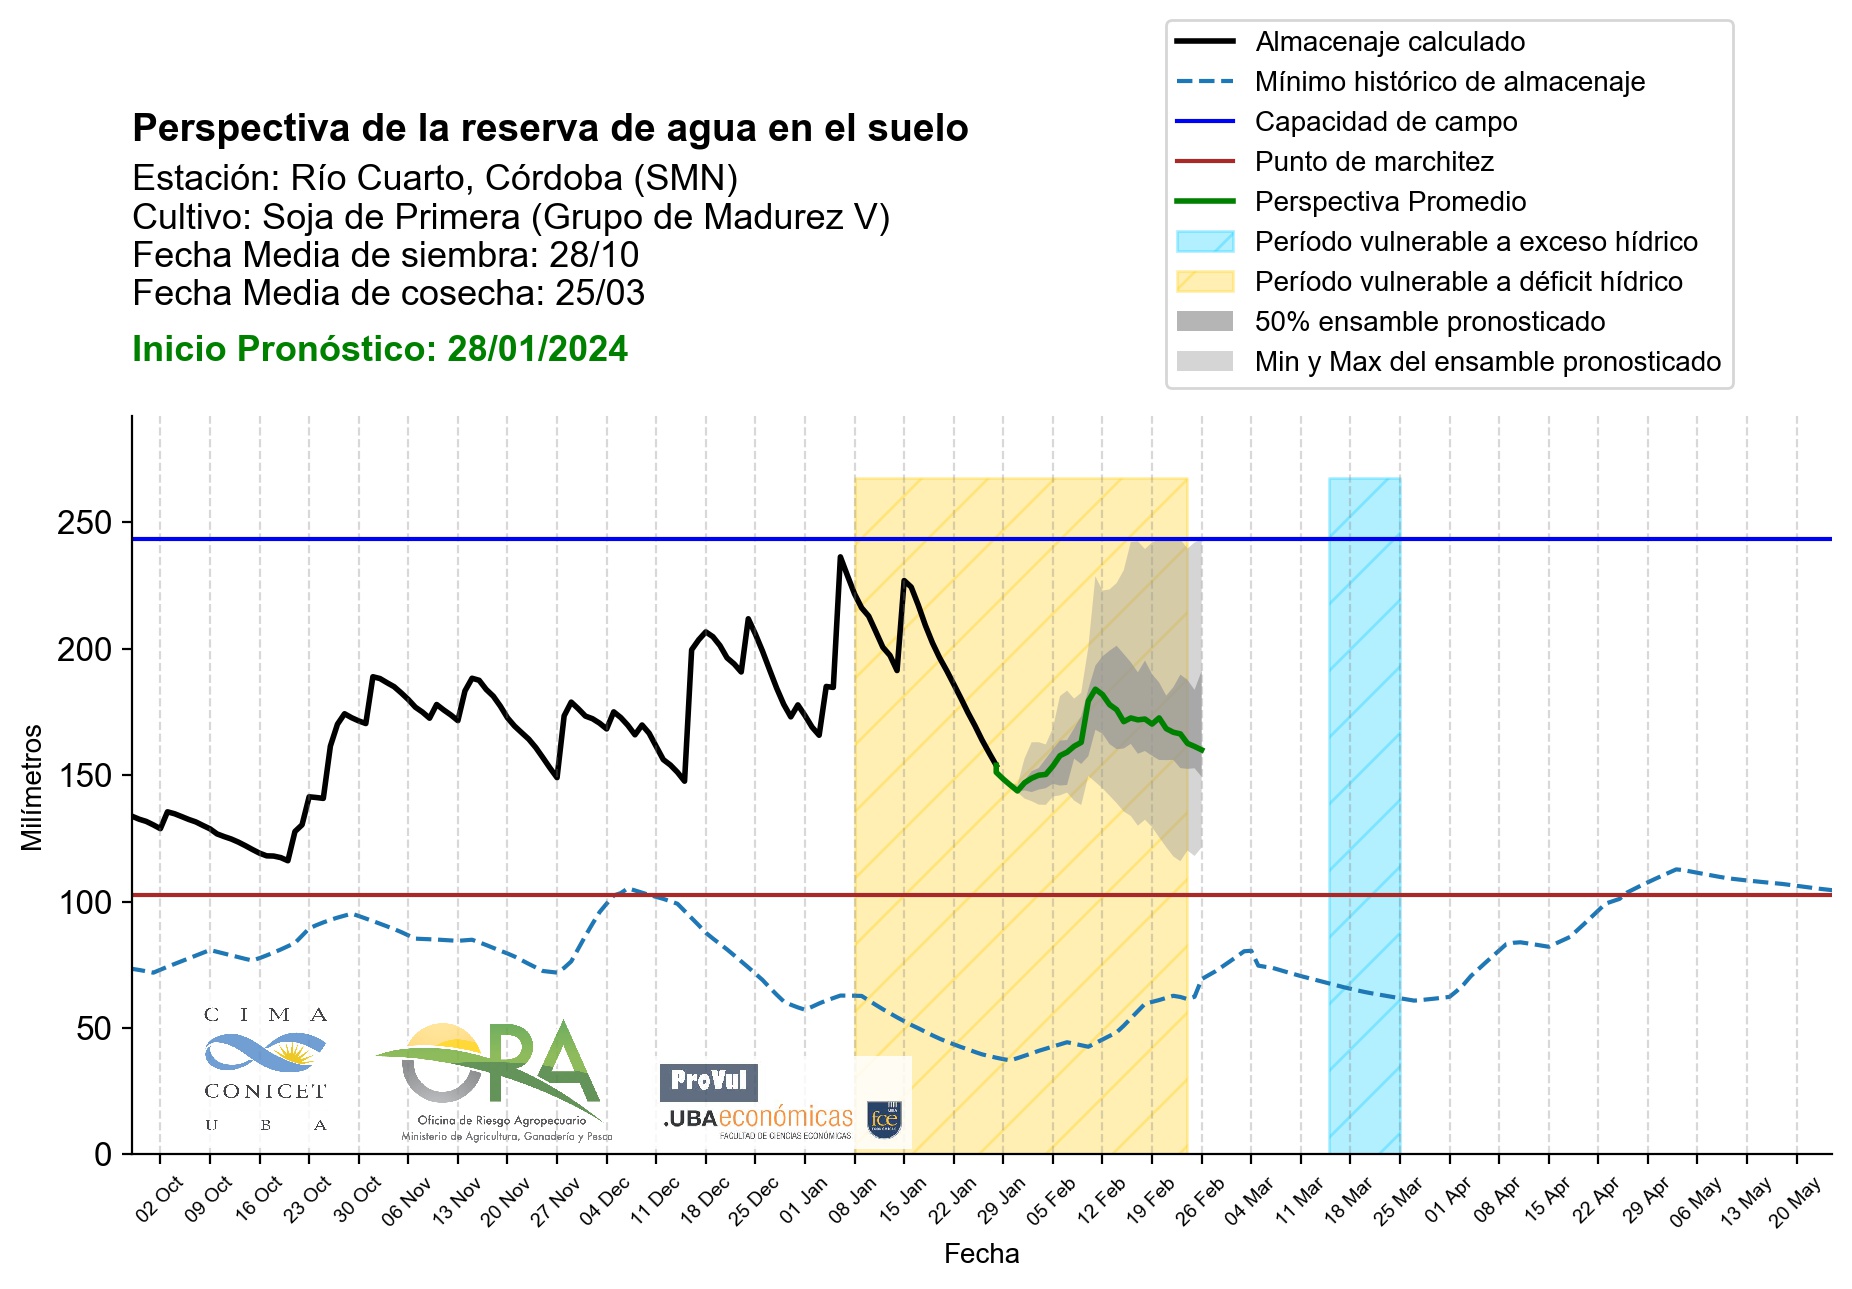 Almacenaje calculado
Mínimo histórico de almacenaje
Capacidad de campo
Punto de marchitez
Perspectiva Promedio
Período vulnerable a exceso hídrico
Período vulnerable a déficit hídrico
50% ensamble pronosticado
Min y Max del ensamble pronosticado
Perspectiva de la reserva de agua en el suelo
Estación: Río Cuarto, Córdoba (SMN)
Cultivo: Soja de Primera (Grupo de Madurez V)
Fecha Media de siembra: 28/10
Fecha Media de cosecha: 25/03
Inicio Pronóstico: 28/01/2024
Milímetros
250
200
150
100
50
0
CIMA
CONICET
UBA
ORA
Oficina de Riesgo Agropecuario
Ministerio de Agricultura, Ganadería y Pesca
ProVul
.UBAeconómicas
FACULTAD DE CIENCIAS ECONÓMICAS
fce
02 Oct
09 Oct
16 Oct
23 Oct
30 Oct
06 Nov
13 Nov
20 Nov
27 Nov
04 Dec
11 Dec
18 Dec
25 Dec
01 Jan
08 Jan
15 Jan
22 Jan
29 Jan
05 Feb
12 Feb
19 Feb
26 Feb
04 Mar
11 Mar
18 Mar
25 Mar
01 Apr
08 Apr
15 Apr
22 Apr
29 Apr
06 May
13 May
20 May
Fecha